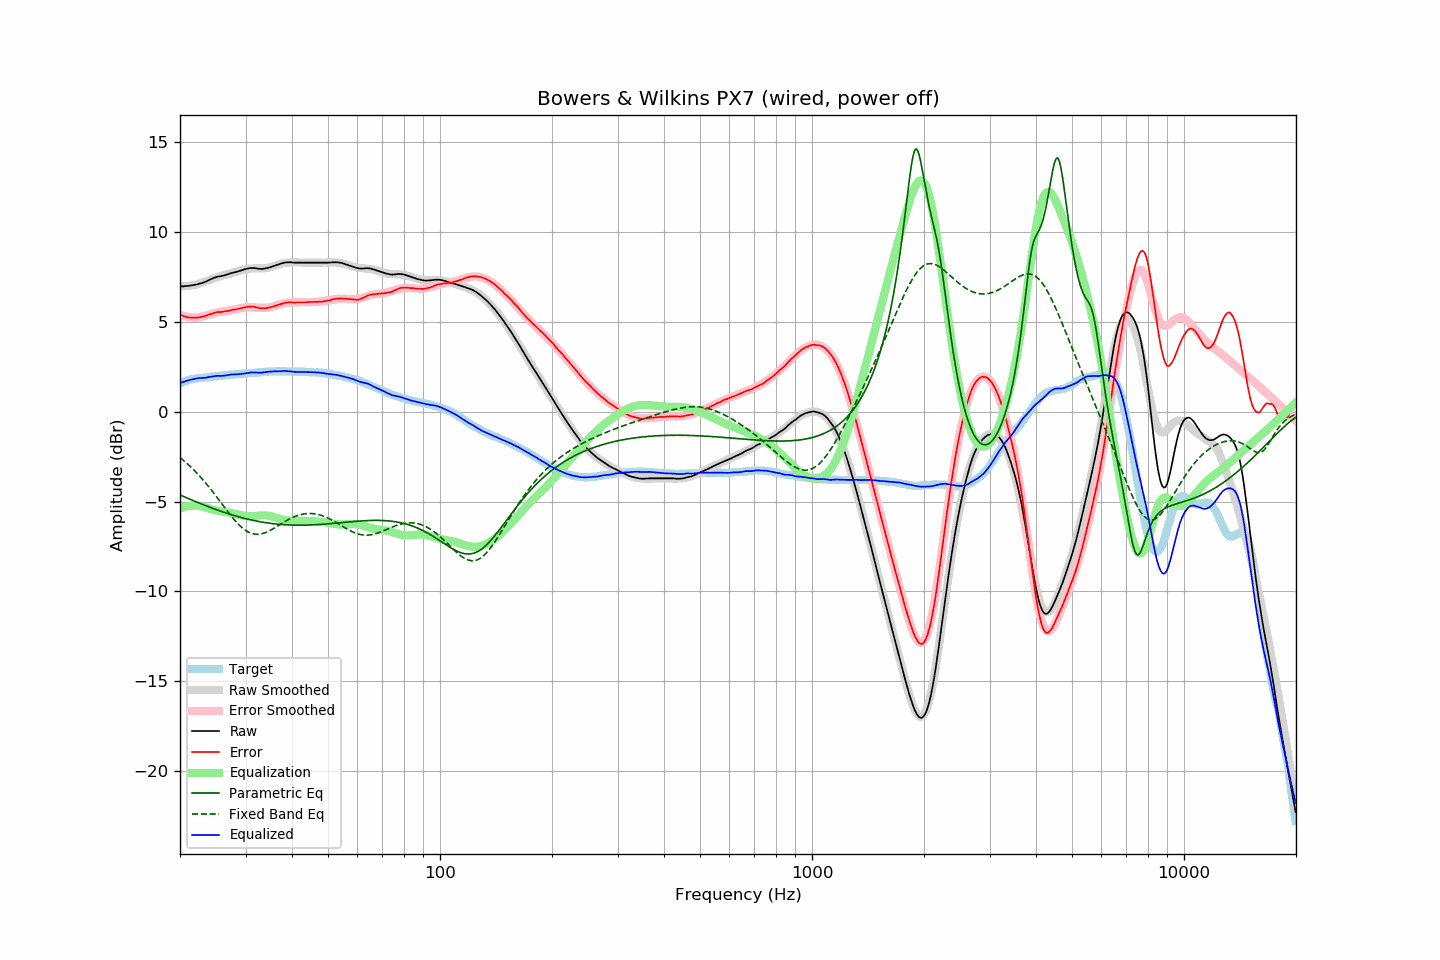 Bowers & Wilkins PX7 (wired, power off)
Amplitude (dBr)
15
10
5
0
−5
−10
−15
−20
Target
Raw Smoothed
Error Smoothed
Raw
Error
Equalization
Parametric Eq
Fixed Band Eq
Equalized
100
1000
10000
Frequency (Hz)